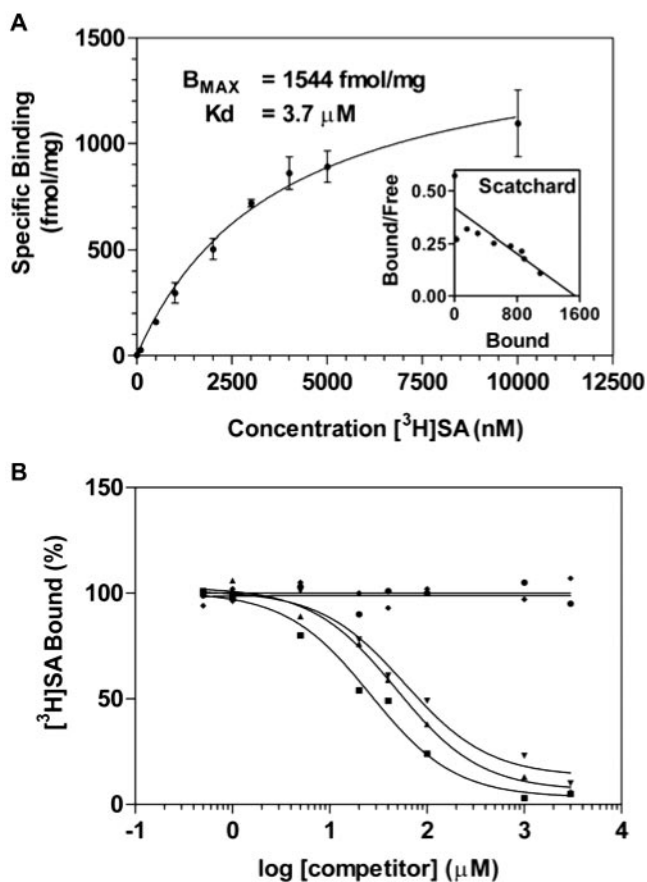 A
1500
1000
500
0
Specific Binding
(fmol/mg)
B_MAX = 1544 fmol/mg
Kd = 3.7 μM
0.50
0.25
0.00
Bound/Free
Scatchard
0 800 1600
Bound
0 2500 5000 7500 10000 12500
Concentration [³H]SA (nM)
B
150
100
50
0
[³H]SA Bound (%)
-1 0 1 2 3 4
log [competitor] (μM)